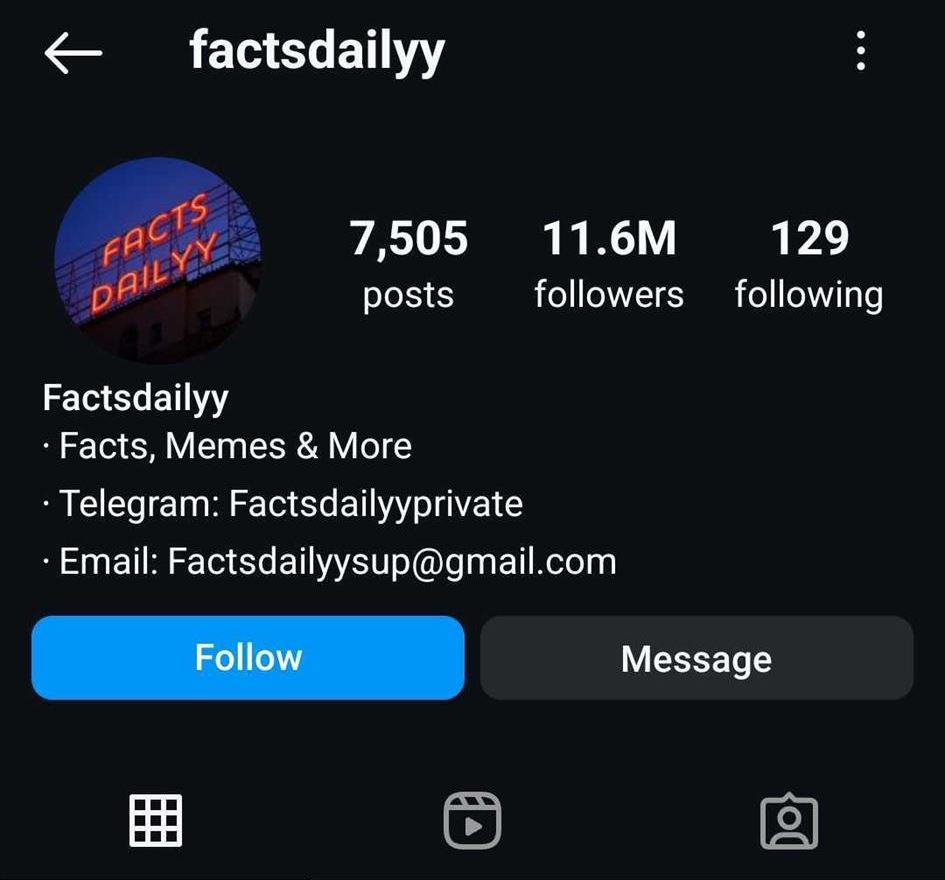 factsdailyy
FACTS
DAILYY
7,505 11.6M 129
posts followers following
Factsdailyy
· Facts, Memes & More
· Telegram: Factsdailyyprivate
· Email: Factsdailyysup@gmail.com
Follow Message